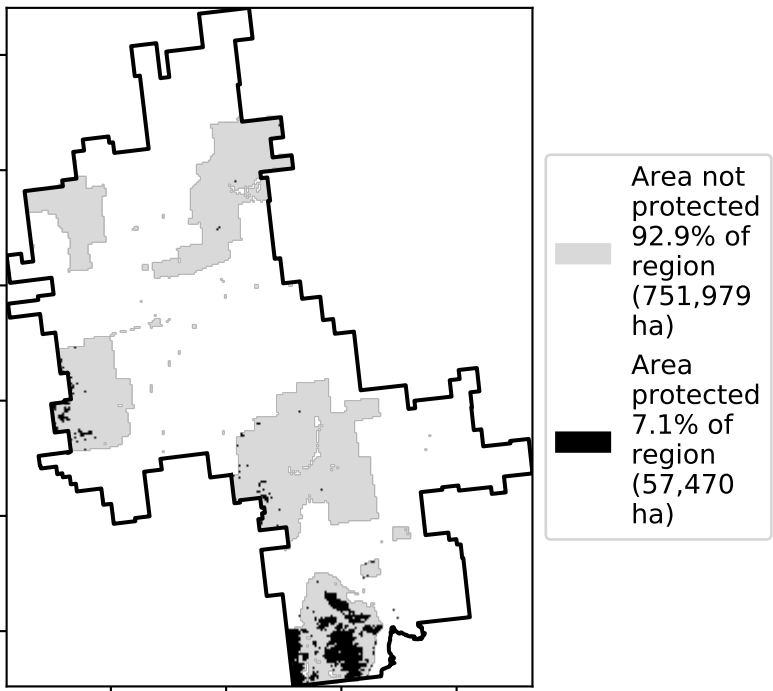 Area not
protected
92.9% of
region
(751,979
ha)
Area
protected
7.1% of
region
(57,470
ha)